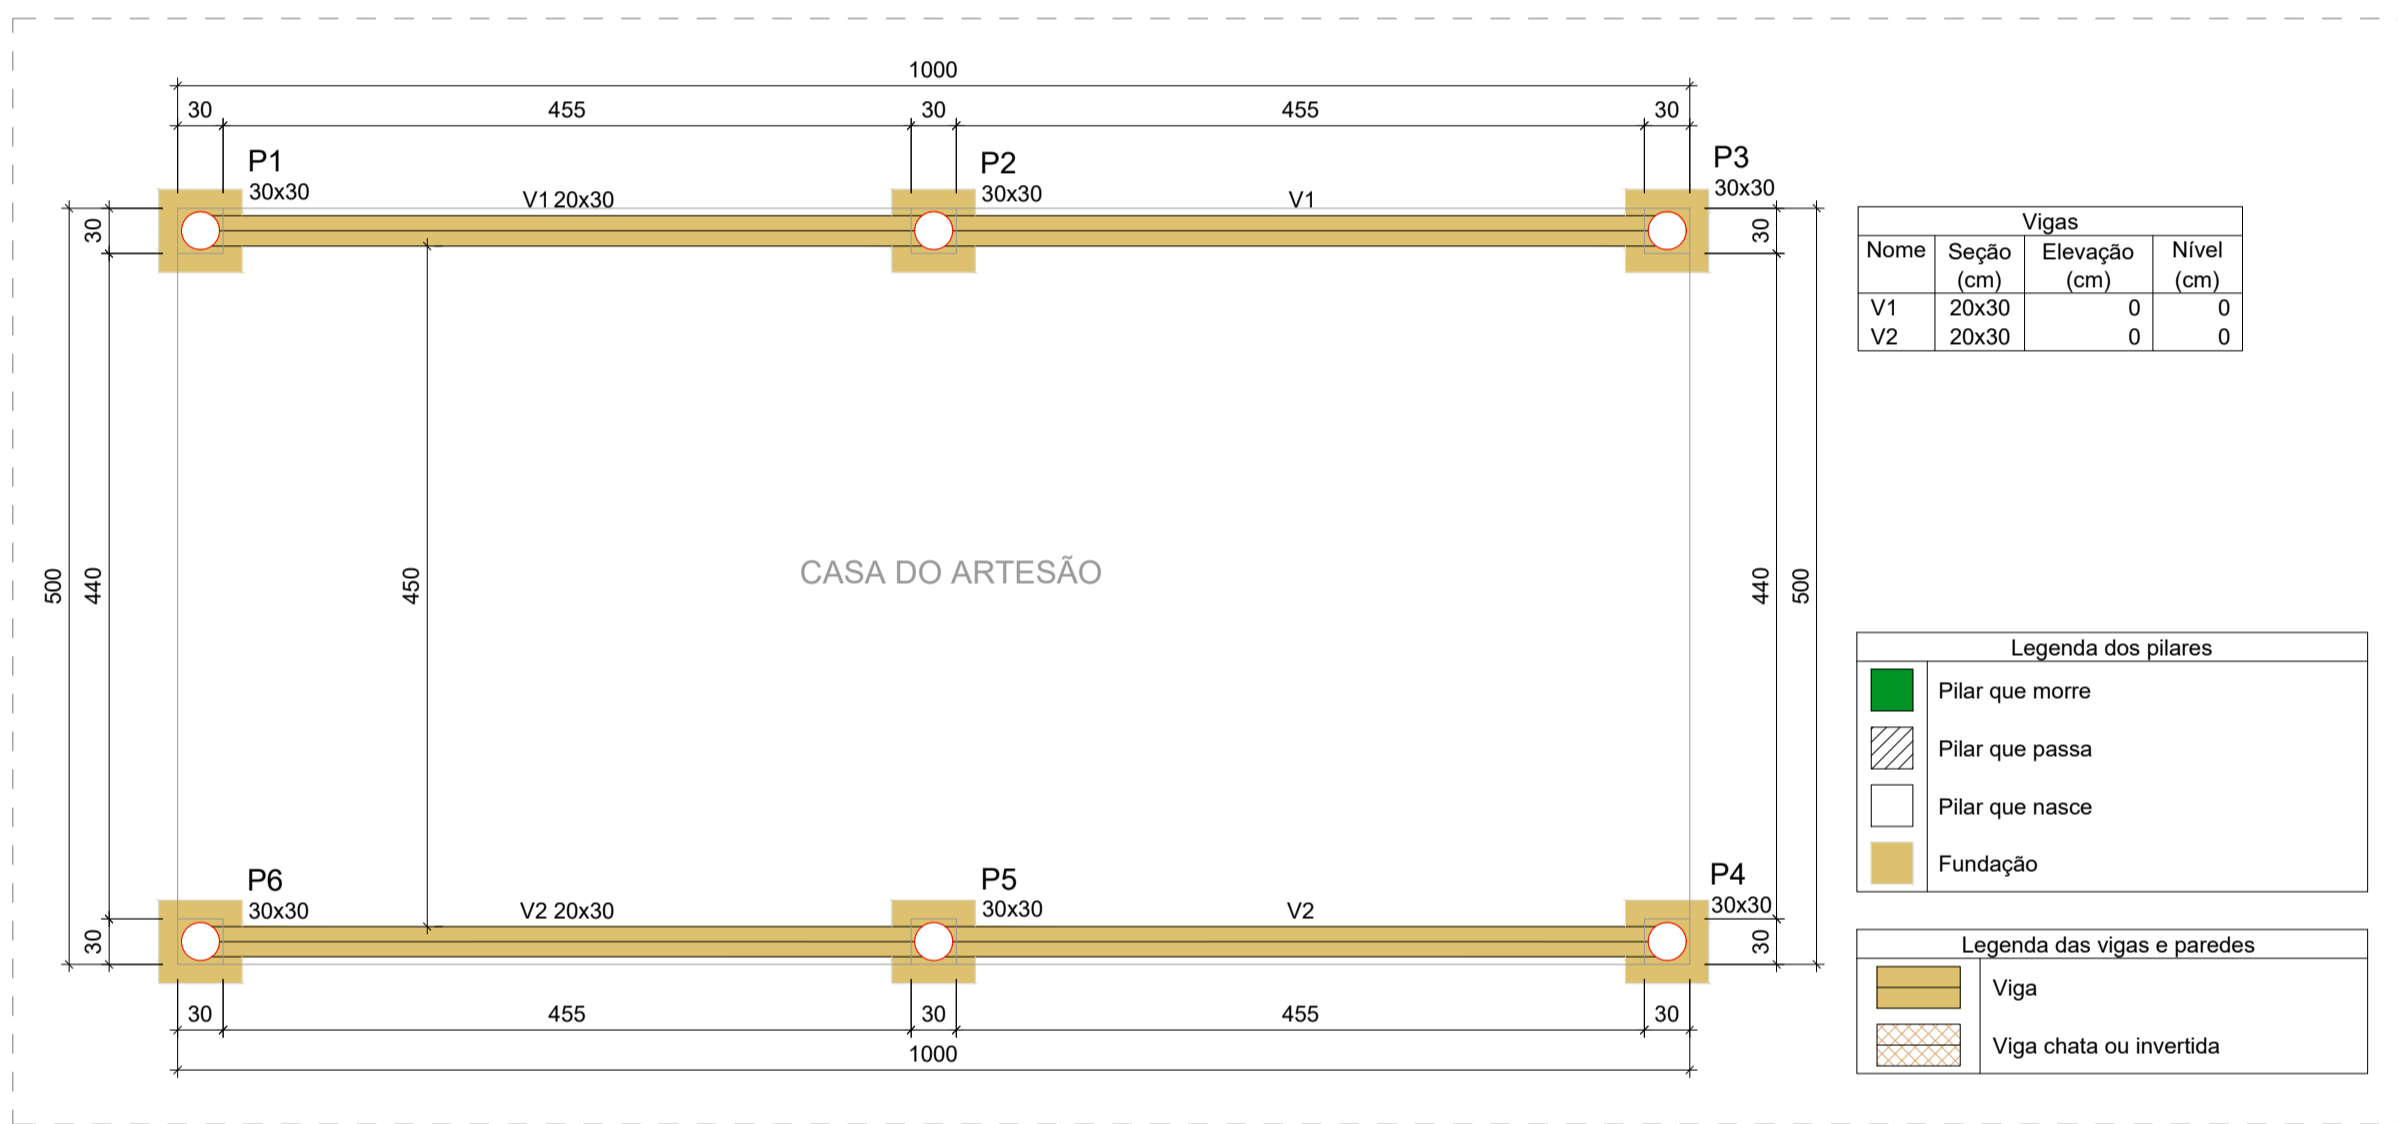 1000
30
455
30
455
30
P1
30x30
P2
30x30
P3
30x30
V1 20x30
V1
30
30
500
440
450
440
500
CASA DO ARTESÃO
P6
30x30
P5
30x30
P4
30x30
V2 20x30
V2
30
30
30
455
30
455
30
1000
Vigas
Nome Seção (cm) Elevação (cm) Nível (cm)
V1 20x30 0 0
V2 20x30 0 0
Legenda dos pilares
Pilar que morre
Pilar que passa
Pilar que nasce
Fundação
Legenda das vigas e paredes
Viga
Viga chata ou invertida